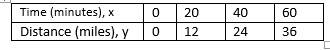 Time (minutes), x 0 20 40 60
Distance (miles), y 0 12 24 36